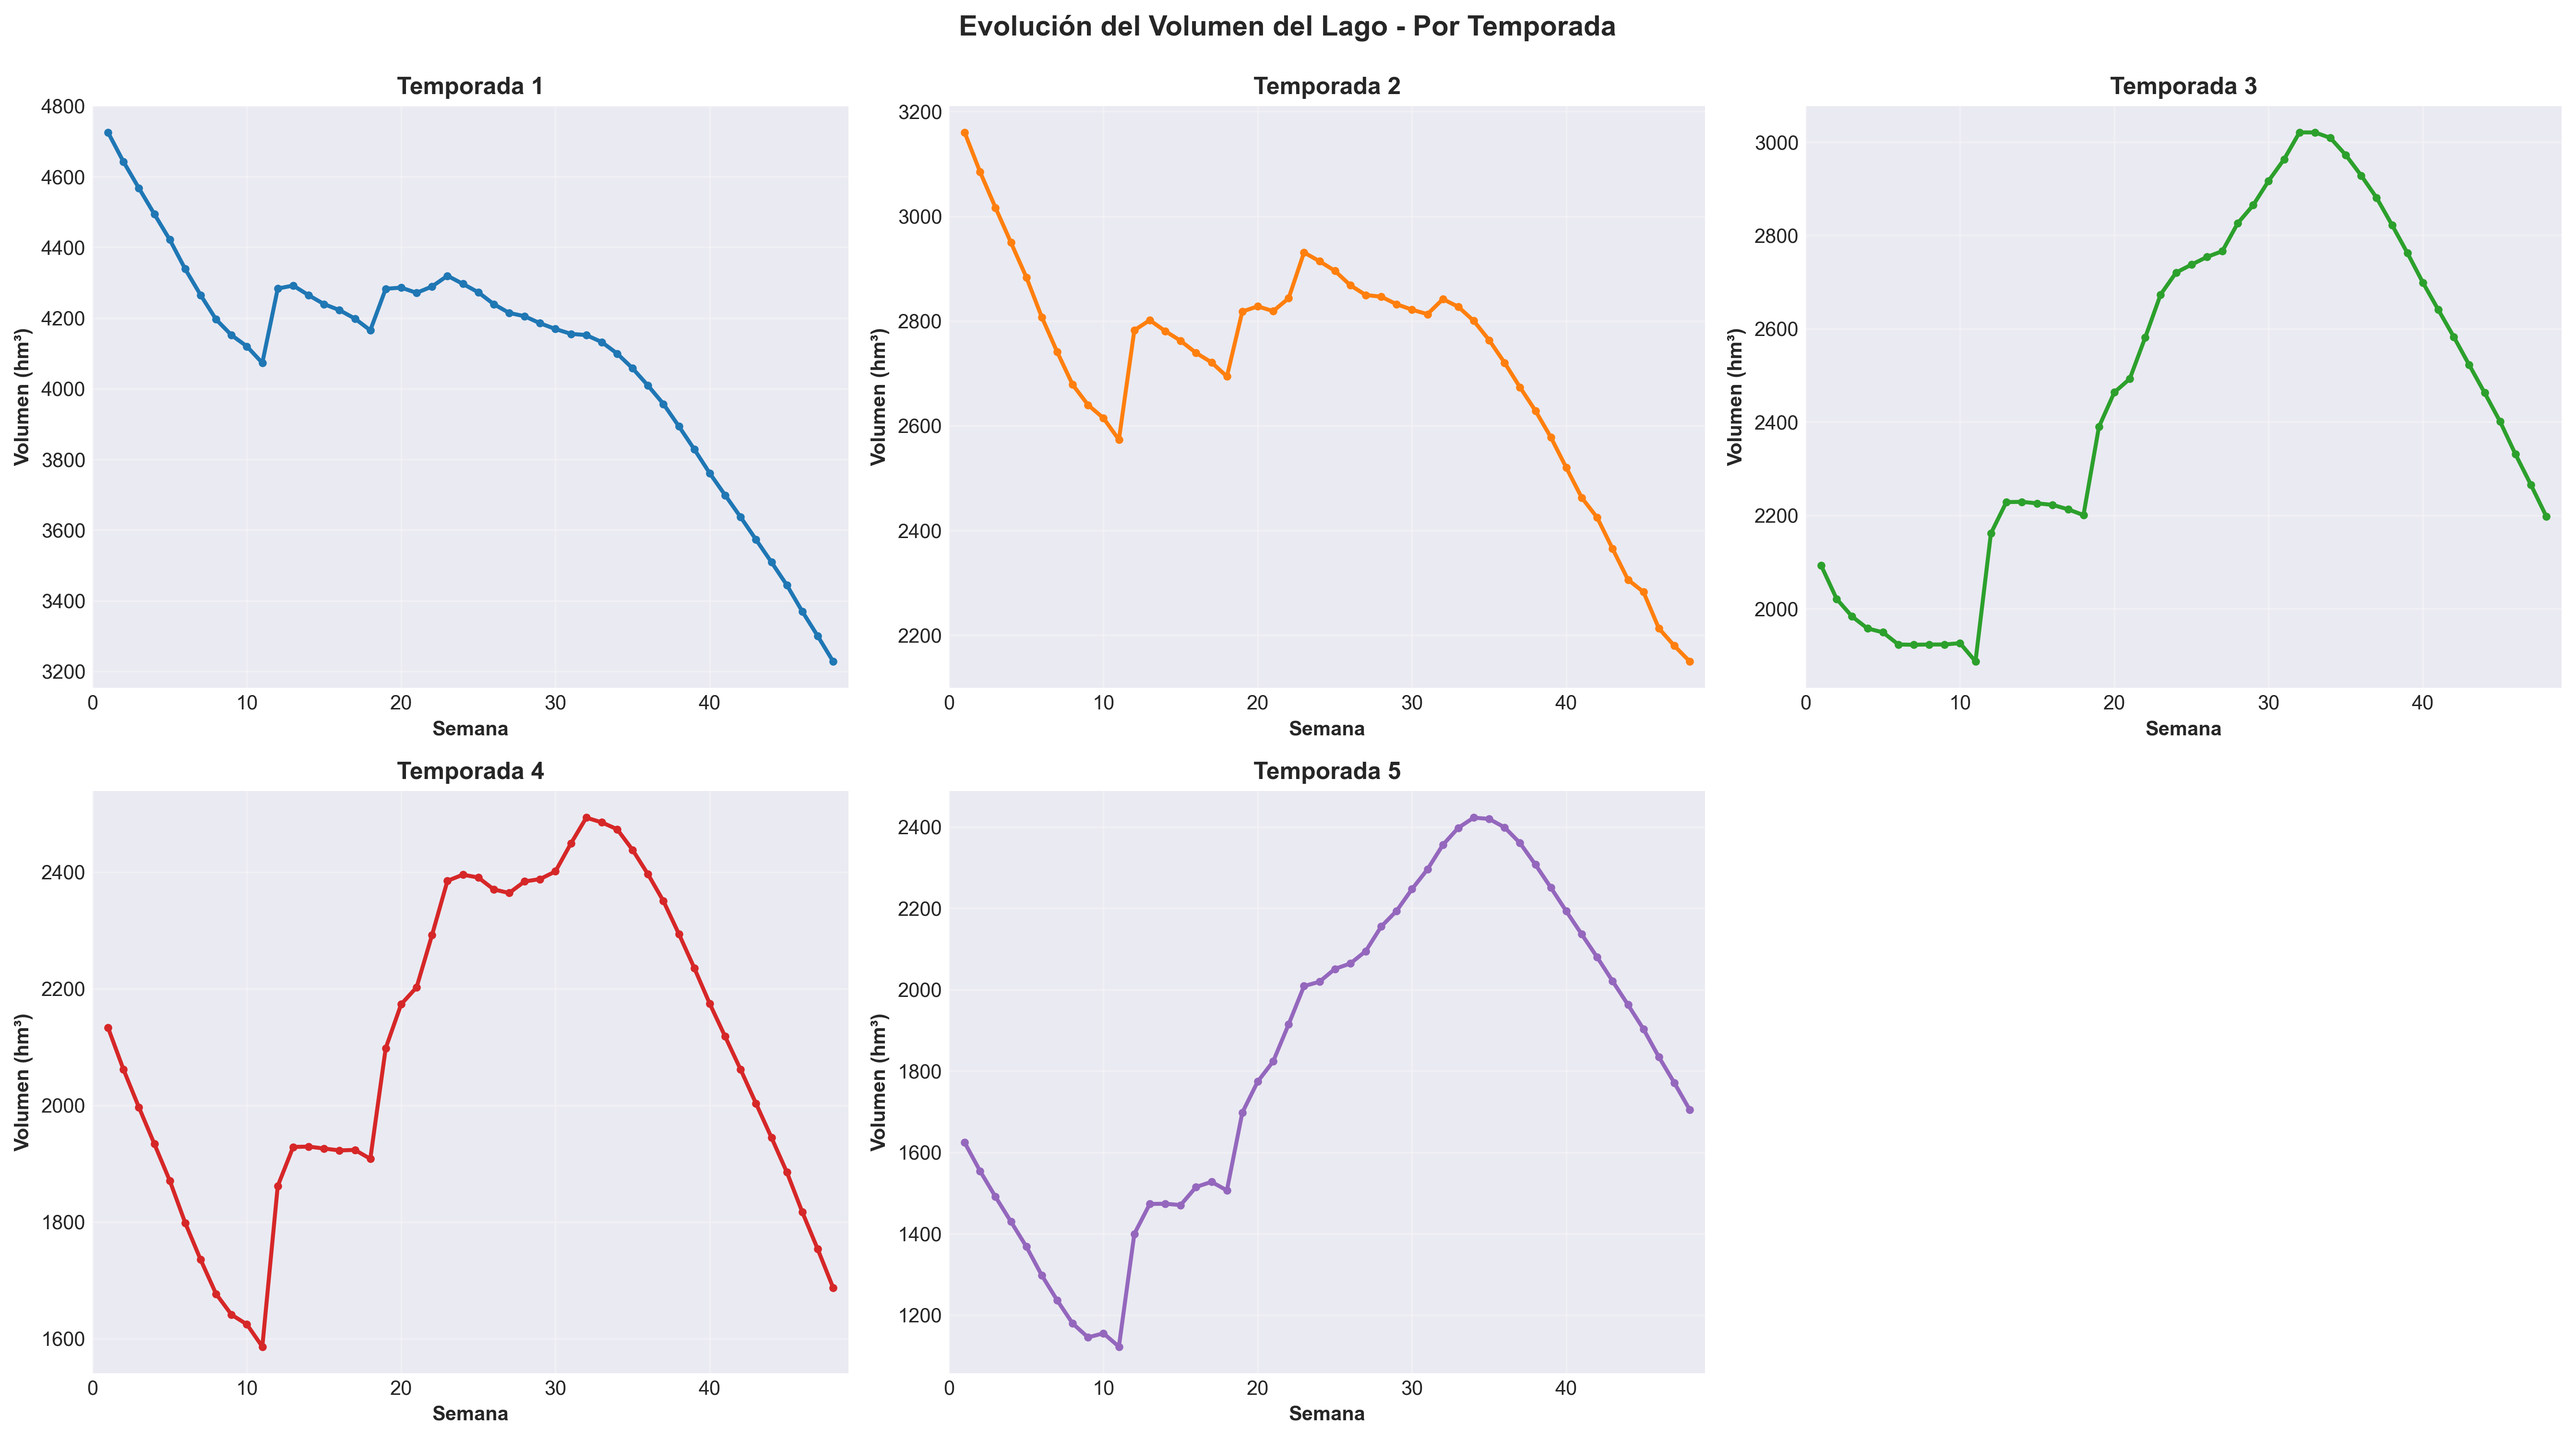 Evolución del Volumen del Lago - Por Temporada
Temporada 1
4800
4600
4400
4200
4000
3800
3600
3400
3200
Volumen (hm³)
0 10 20 30 40
Semana
Temporada 2
3200
3000
2800
2600
2400
2200
Volumen (hm³)
0 10 20 30 40
Semana
Temporada 3
3000
2800
2600
2400
2200
2000
Volumen (hm³)
0 10 20 30 40
Semana
Temporada 4
2400
2200
2000
1800
1600
Volumen (hm³)
0 10 20 30 40
Semana
Temporada 5
2400
2200
2000
1800
1600
1400
1200
Volumen (hm³)
0 10 20 30 40
Semana